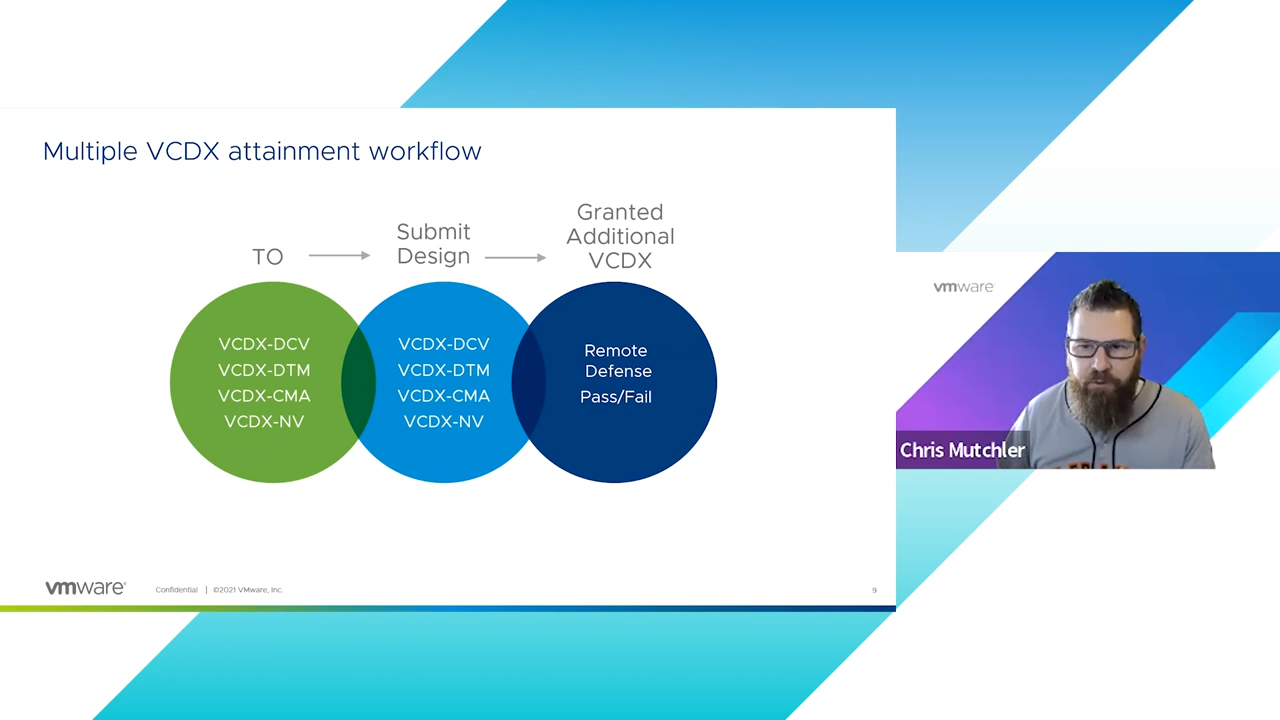 Multiple VCDX attainment workflow
TO
Submit
Design
Granted
Additional
VCDX
VCDX-DCV
VCDX-DTM
VCDX-CMA
VCDX-NV
VCDX-DCV
VCDX-DTM
VCDX-CMA
VCDX-NV
Remote
Defense
Pass/Fail
vmware
Chris Mutchler
vmware®
Confidential | ©2021 VMware, Inc.
9